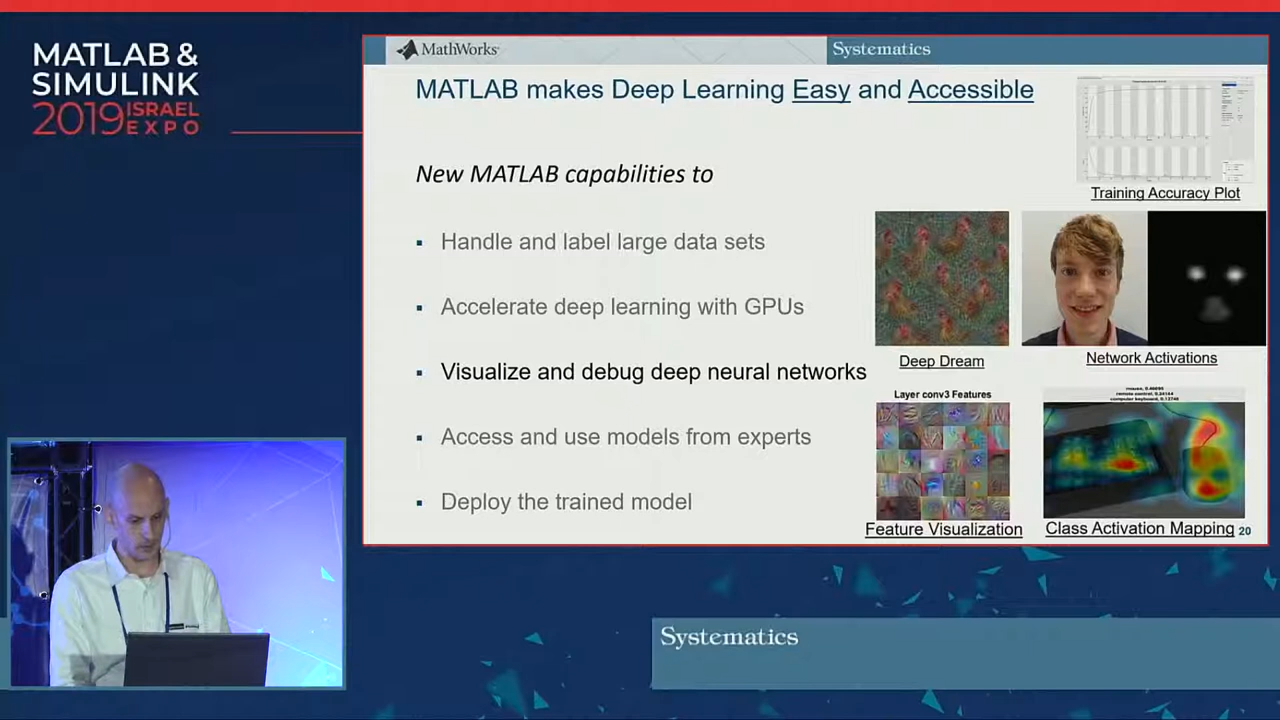 MATLAB &
SIMULINK
2019 ISRAEL
EXPO
MathWorks
Systematics
MATLAB makes Deep Learning Easy and Accessible
New MATLAB capabilities to
▪ Handle and label large data sets
▪ Accelerate deep learning with GPUs
▪ Visualize and debug deep neural networks
▪ Access and use models from experts
▪ Deploy the trained model
Training Accuracy Plot
Deep Dream
Network Activations
Layer conv3 Features
Feature Visualization
Class Activation Mapping
20
Systematics